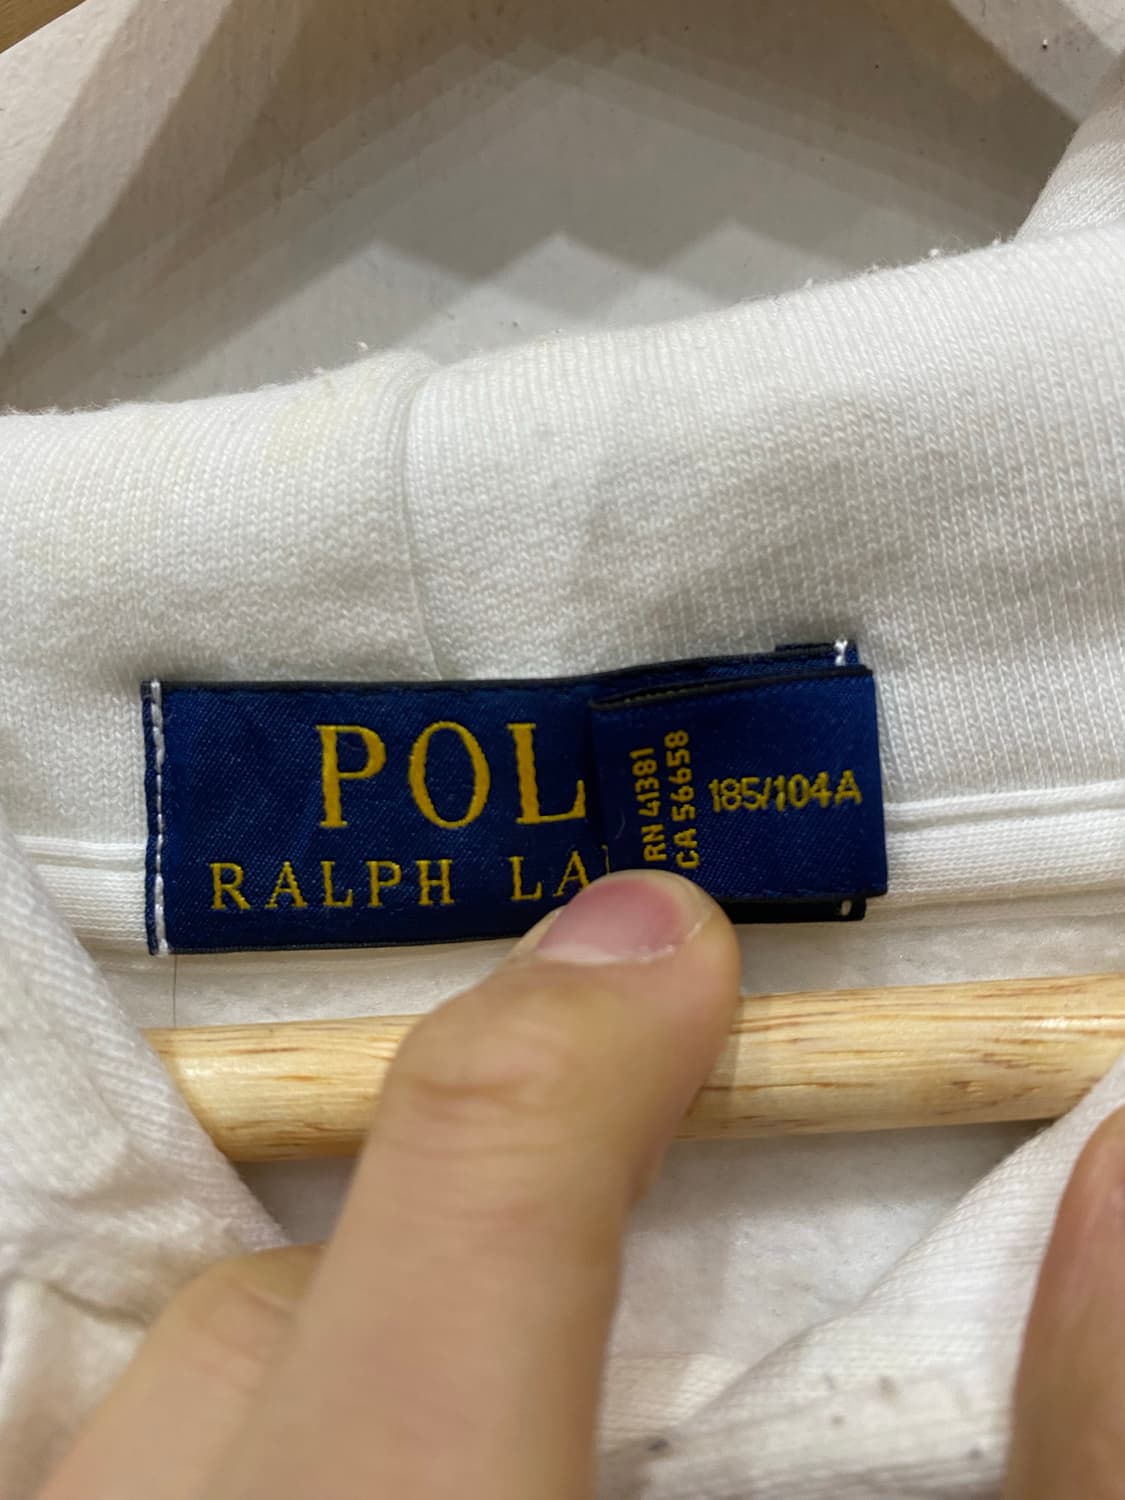 POL
RALPH LA
RN 41381
CA 56658
185/104A